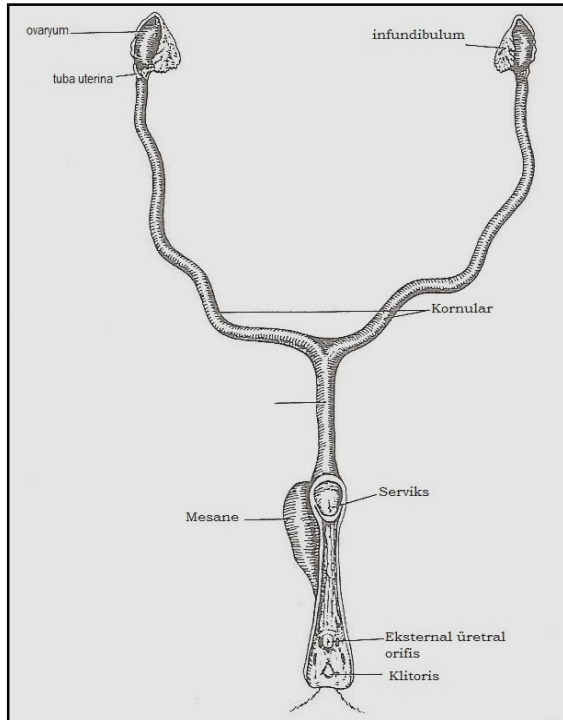 ovaryum
infundibulum
tuba uterina
Kornular
Serviks
Mesane
Eksternal üretral
orifis
Klitoris